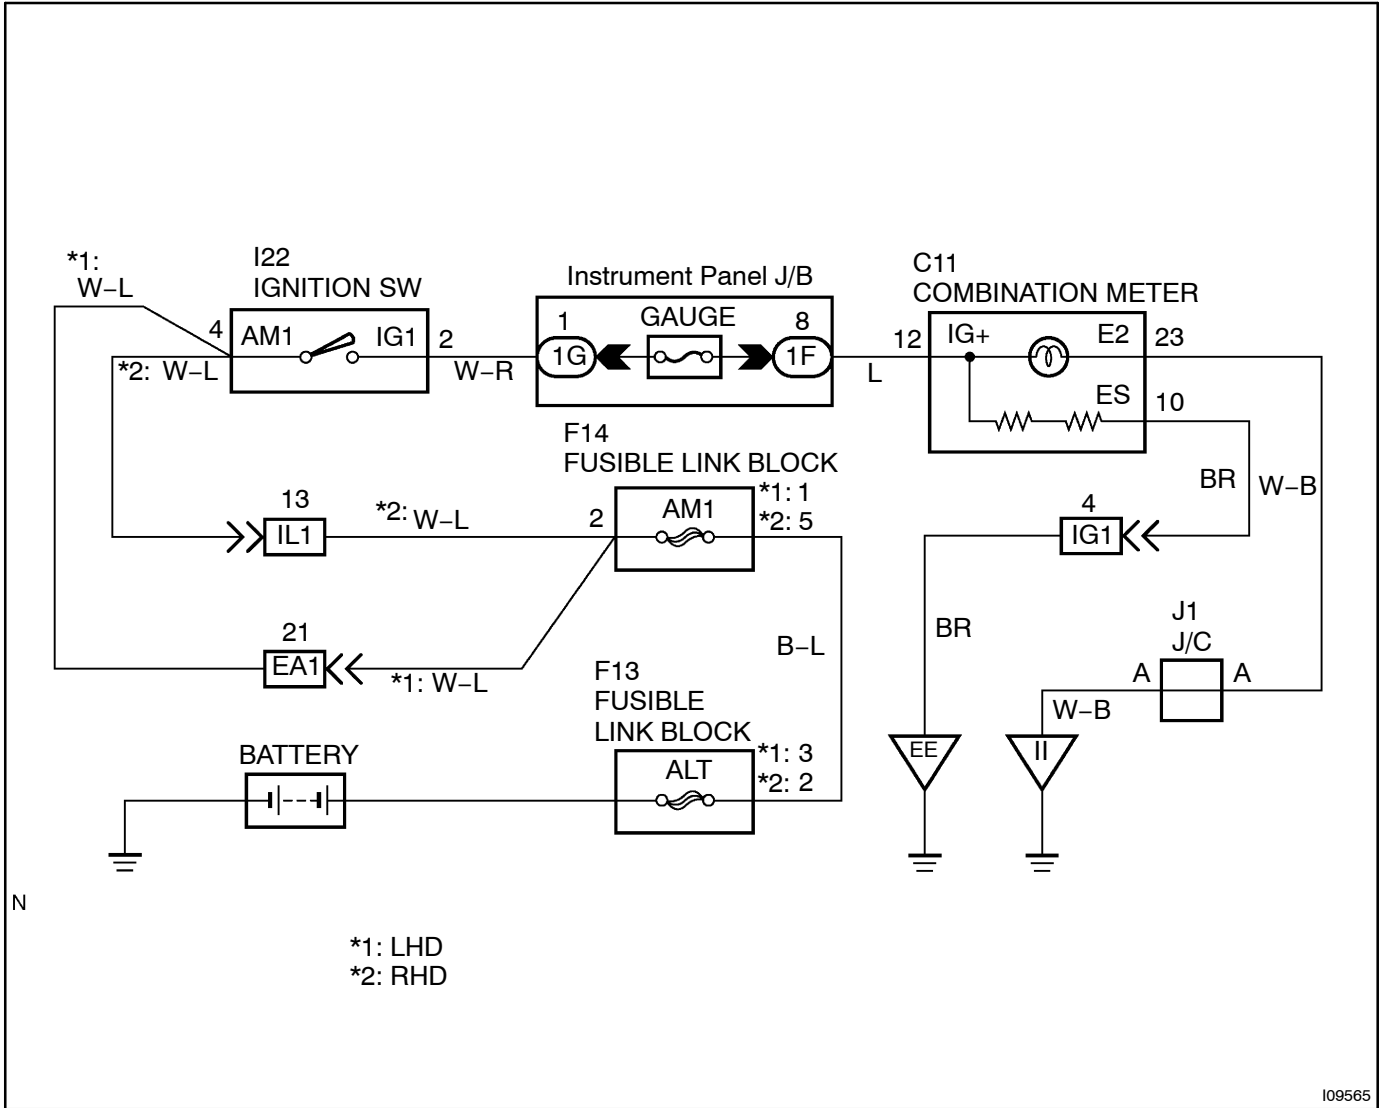 *1:
W–L
I22
IGNITION SW
4
AM1
IG1
2
*2: W–L
W–R
Instrument Panel J/B
1
GAUGE
8
1G
1F
C11
COMBINATION METER
12
IG+
E2
23
L
ES
10
F14
FUSIBLE LINK BLOCK
*1: 1
*2: 5
2
AM1
13
IL1
*2: W–L
BR
W–B
4
IG1
21
EA1
*1: W–L
B–L
BR
J1
J/C
A
A
W–B
F13
FUSIBLE
LINK BLOCK
*1: 3
*2: 2
ALT
BATTERY
EE
II
N
*1: LHD
*2: RHD
I09565